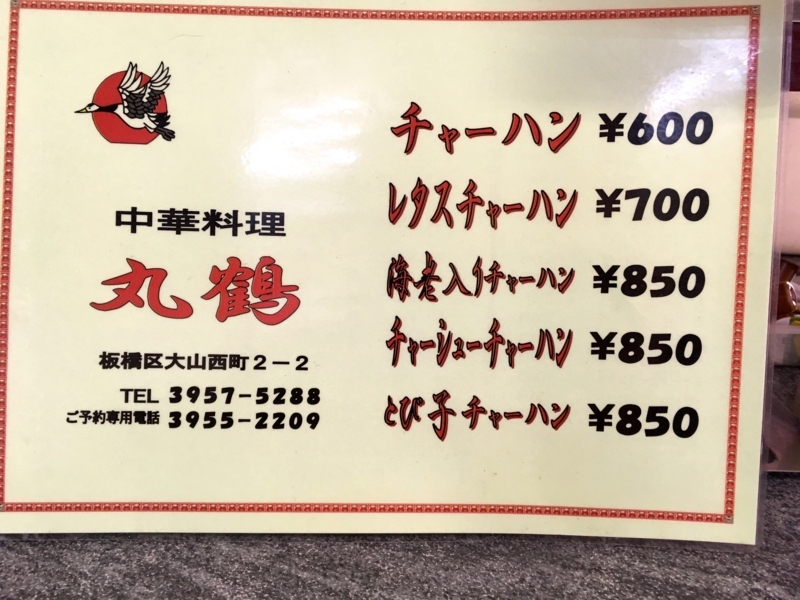 中華料理
丸鶴
板橋区大山西町２－２
TEL 3957-5288
ご予約専用電話 3955-2209
チャーハン ¥600
レタスチャーハン ¥700
海老入りチャーハン ¥850
チャーシューチャーハン ¥850
とび子チャーハン ¥850